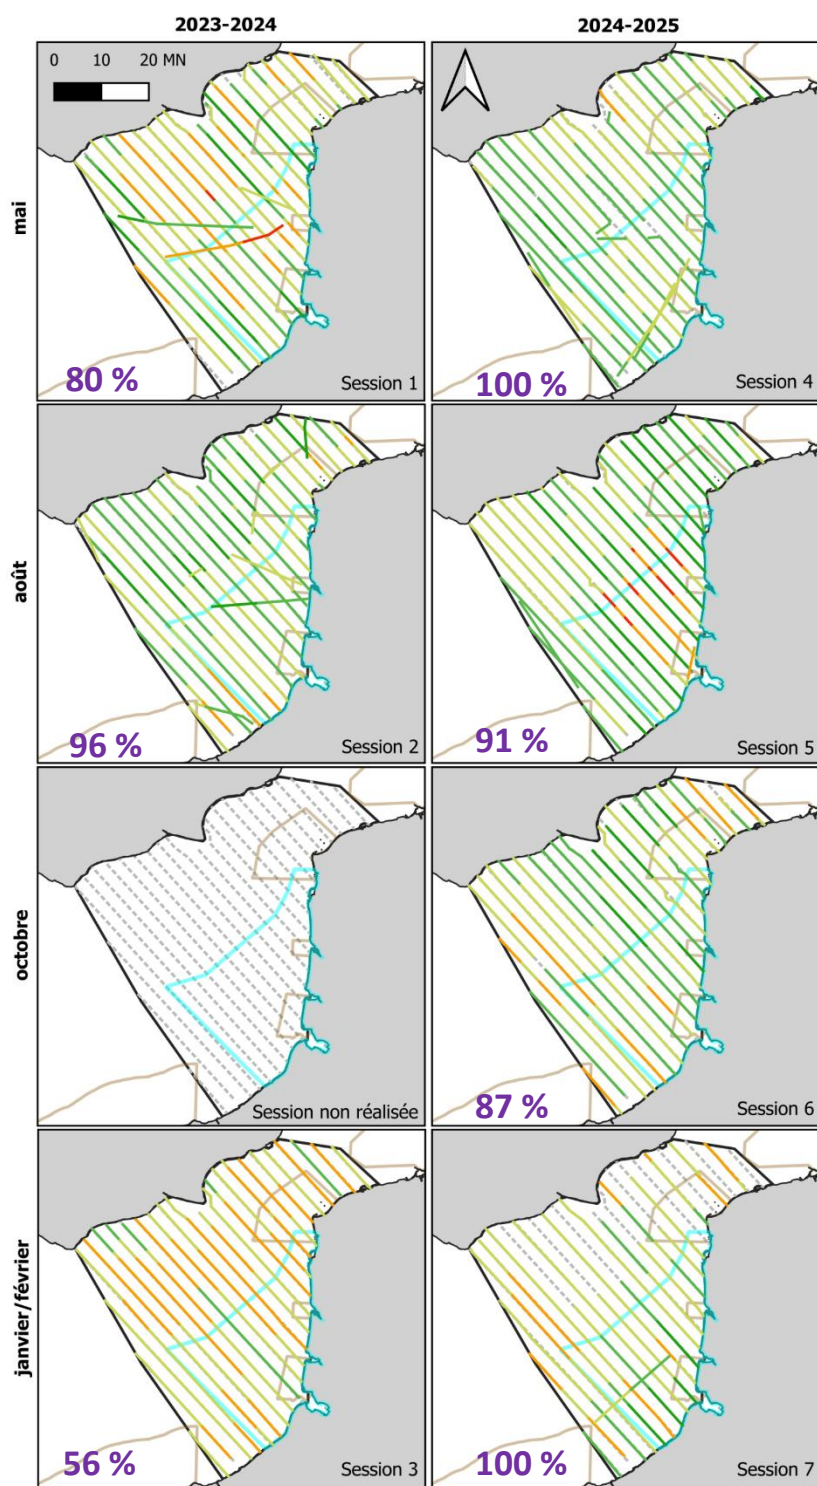 2023-2024
2024-2025
0 10 20 MN
mai
80 %
Session 1
100 %
Session 4
août
96 %
Session 2
91 %
Session 5
octobre
Session non réalisée
87 %
Session 6
janvier/février
56 %
Session 3
100 %
Session 7